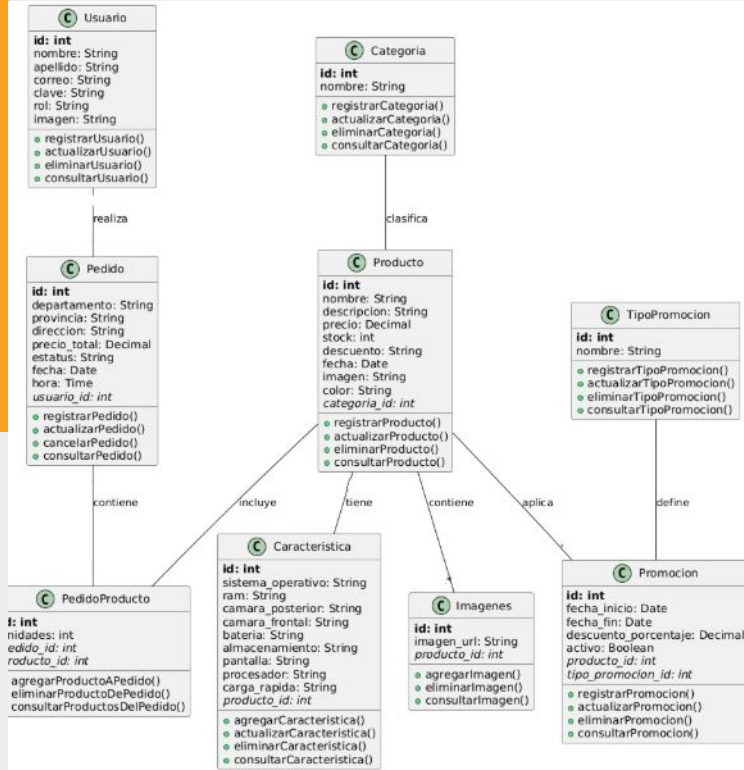 C Usuario
id: int
nombre: String
apellido: String
correo: String
clave: String
rol: String
imagen: String
registrarUsuario()
actualizarUsuario()
eliminarUsuario()
consultarUsuario()
realiza
C Categoria
id: int
nombre: String
registrarCategoria()
actualizarCategoria()
eliminarCategoria()
consultarCategoria()
clasifica
C Pedido
id: int
departamento: String
provincia: String
direccion: String
precio_total: Decimal
estatus: String
fecha: Date
hora: Time
usuario_id: int
registrarPedido()
actualizarPedido()
cancelarPedido()
consultarPedido()
C Producto
id: int
nombre: String
descripcion: String
precio: Decimal
stock: int
descuento: String
fecha: Date
imagen: String
color: String
categoria_id: int
registrarProducto()
actualizarProducto()
eliminarProducto()
consultarProducto()
C TipoPromocion
id: int
nombre: String
registrarTipoPromocion()
actualizarTipoPromocion()
eliminarTipoPromocion()
consultarTipoPromocion()
contiene
incluye
tiene
contiene
aplica
define
C PedidoProducto
d: int
nidades: int
edido_id: int
roducto_id: int
agregarProductoAPedido()
eliminarProductoDePedido()
consultarProductosDelPedido()
C Caracteristica
id: int
sistema_operativo: String
ram: String
camara_posterior: String
camara_frontal: String
bateria: String
almacenamiento: String
pantalla: String
procesador: String
carga_rapida: String
producto_id: int
agregarCaracteristica()
actualizarCaracteristica()
eliminarCaracteristica()
consultarCaracteristica()
C Imagenes
id: int
imagen_url: String
producto_id: int
agregarImagen()
eliminarImagen()
consultarImagen()
C Promocion
id: int
fecha_inicio: Date
fecha_fin: Date
descuento_porcentaje: Decimal
activo: Boolean
producto_id: int
tipo_promocion_id: int
registrarPromocion()
actualizarPromocion()
eliminarPromocion()
consultarPromocion()